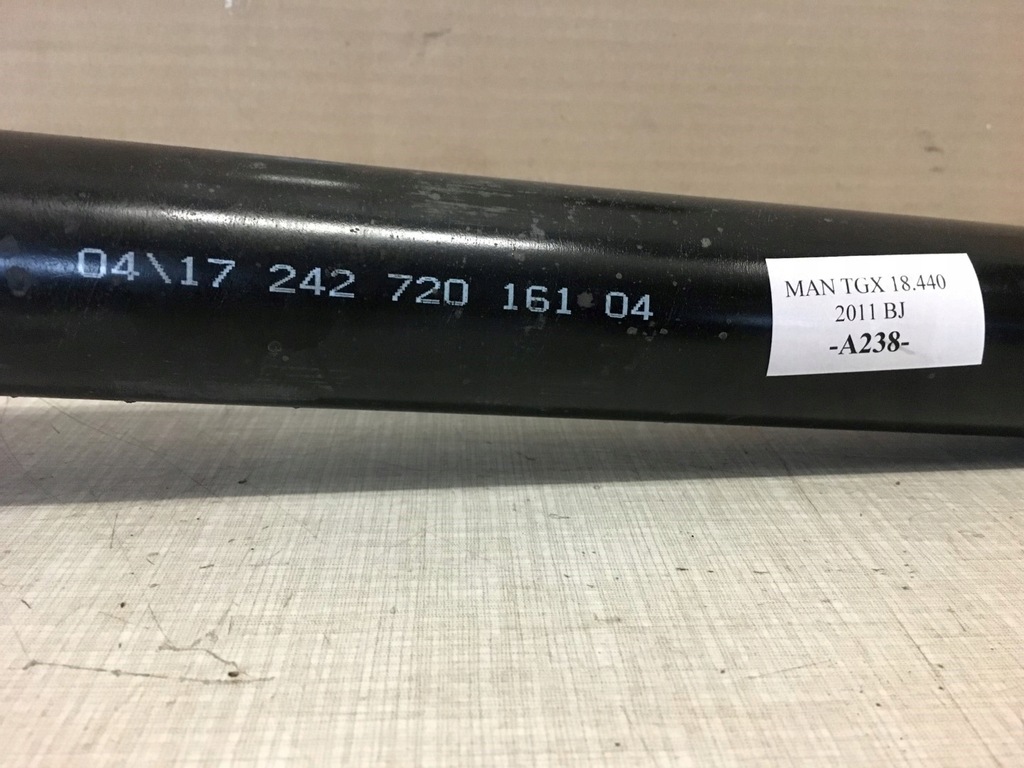 04\17 242 720 161 04
MAN TGX 18.440
2011 BJ
-A238-